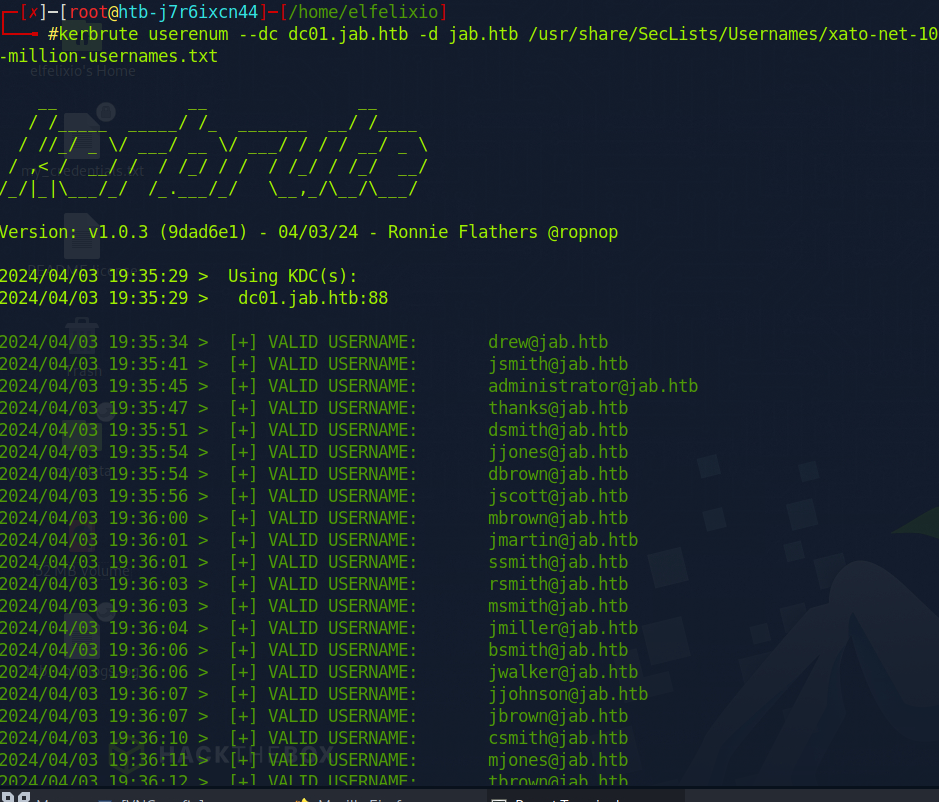 [✗]─[root@htb-j7r6ixcn44]─[/home/elfelixio]
#kerbrute userenum --dc dc01.jab.htb -d jab.htb /usr/share/SecLists/Usernames/xato-net-10
-million-usernames.txt
elfelixio's Home
    __             __               __
   / /_____  _____/ /_  _______  __/ /____
  / //_/ _ \/ ___/ __ \/ ___/ / / / __/ _ \
 / ,< /  __/ /  / /_/ / /  / /_/ / /_/  __/
/_/|_|\___/_/  /_.___/_/   \__,_/\__/\___/
my_credentials.txt
Version: v1.0.3 (9dad6e1) - 04/03/24 - Ronnie Flathers @ropnop
2024/04/03 19:35:29 >  Using KDC(s):
2024/04/03 19:35:29 >   dc01.jab.htb:88
2024/04/03 19:35:34 >  [+] VALID USERNAME:       drew@jab.htb
2024/04/03 19:35:41 >  [+] VALID USERNAME:       jsmith@jab.htb
2024/04/03 19:35:45 >  [+] VALID USERNAME:       administrator@jab.htb
2024/04/03 19:35:47 >  [+] VALID USERNAME:       thanks@jab.htb
2024/04/03 19:35:51 >  [+] VALID USERNAME:       dsmith@jab.htb
2024/04/03 19:35:54 >  [+] VALID USERNAME:       jjones@jab.htb
2024/04/03 19:35:54 >  [+] VALID USERNAME:       dbrown@jab.htb
2024/04/03 19:35:56 >  [+] VALID USERNAME:       jscott@jab.htb
2024/04/03 19:36:00 >  [+] VALID USERNAME:       mbrown@jab.htb
2024/04/03 19:36:01 >  [+] VALID USERNAME:       jmartin@jab.htb
2024/04/03 19:36:01 >  [+] VALID USERNAME:       ssmith@jab.htb
2024/04/03 19:36:03 >  [+] VALID USERNAME:       rsmith@jab.htb
2024/04/03 19:36:03 >  [+] VALID USERNAME:       msmith@jab.htb
2024/04/03 19:36:04 >  [+] VALID USERNAME:       jmiller@jab.htb
2024/04/03 19:36:06 >  [+] VALID USERNAME:       bsmith@jab.htb
2024/04/03 19:36:06 >  [+] VALID USERNAME:       jwalker@jab.htb
2024/04/03 19:36:07 >  [+] VALID USERNAME:       jjohnson@jab.htb
2024/04/03 19:36:07 >  [+] VALID USERNAME:       jbrown@jab.htb
2024/04/03 19:36:10 >  [+] VALID USERNAME:       csmith@jab.htb
HACKTHEBOX
2024/04/03 19:36:11 >  [+] VALID USERNAME:       mjones@jab.htb
2024/04/03 19:36:12 >  [+] VALID USERNAME:       tbrown@jab.htb